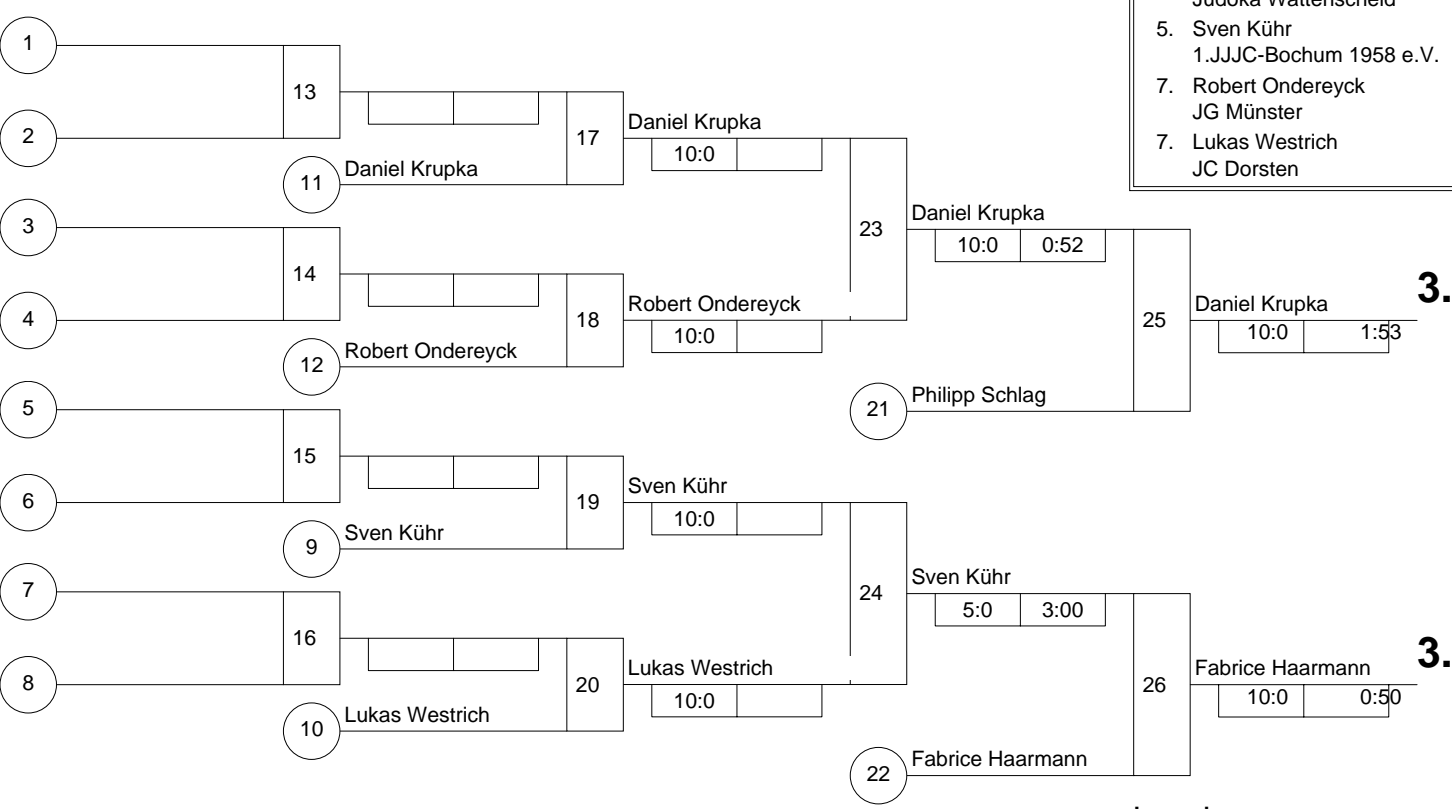 Judoka Wattenscheid
5. Sven Kühr
1.JJJC-Bochum 1958 e.V.
7. Robert Ondereyck
JG Münster
7. Lukas Westrich
JC Dorsten
1
13
2
17
Daniel Krupka
10:0
11
Daniel Krupka
3
23
Daniel Krupka
10:0 0:52
14
4
18
Robert Ondereyck
10:0
12
Robert Ondereyck
25
Daniel Krupka
10:0 1:53
3.
5
21
Philipp Schlag
15
6
19
Sven Kühr
10:0
9
Sven Kühr
7
24
Sven Kühr
5:0 3:00
16
8
20
Lukas Westrich
10:0
10
Lukas Westrich
26
Fabrice Haarmann
10:0 0:50
3.
22
Fabrice Haarmann